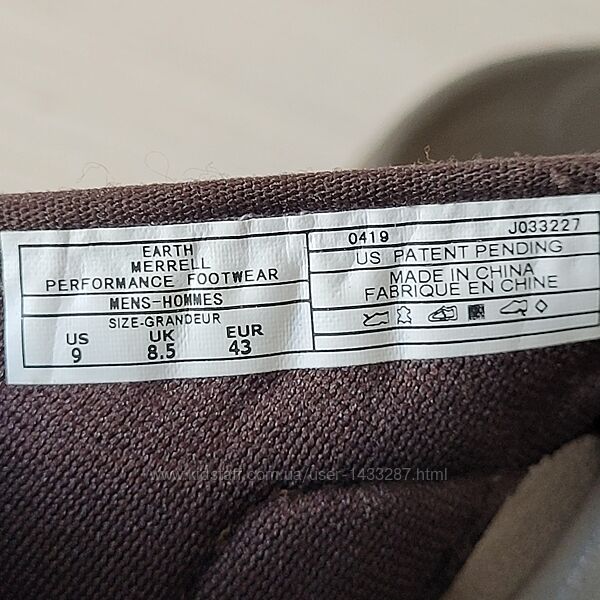 EARTH
MERRELL
PERFORMANCE FOOTWEAR
MENS-HOMMES
SIZE-GRANDEUR
US UK EUR
9 8.5 43
0419 J033227
US PATENT PENDING
MADE IN CHINA
FABRIQUE EN CHINE
www.kidstaff.com.ua/user-1433287.html